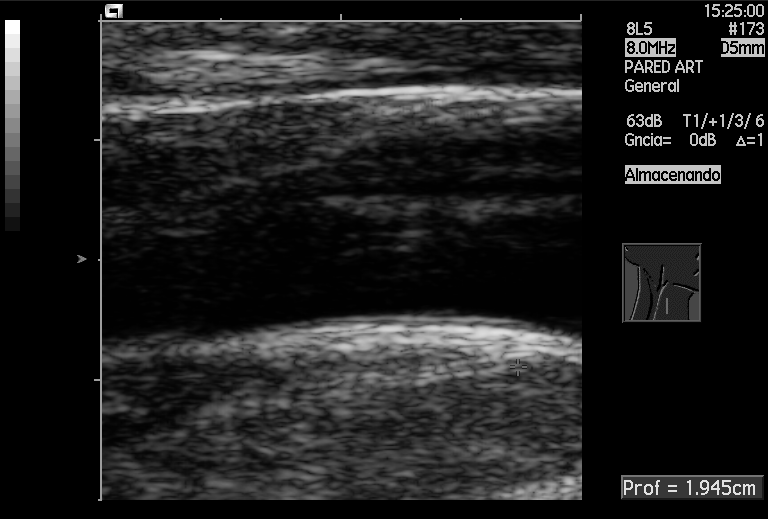 15:25:00
8L5 #173
8.0MHz 05mm
PARED ART
General
63dB T1/+1/3/ 6
Gncia= 0dB Δ=1
Almacenando
Prof = 1.945cm